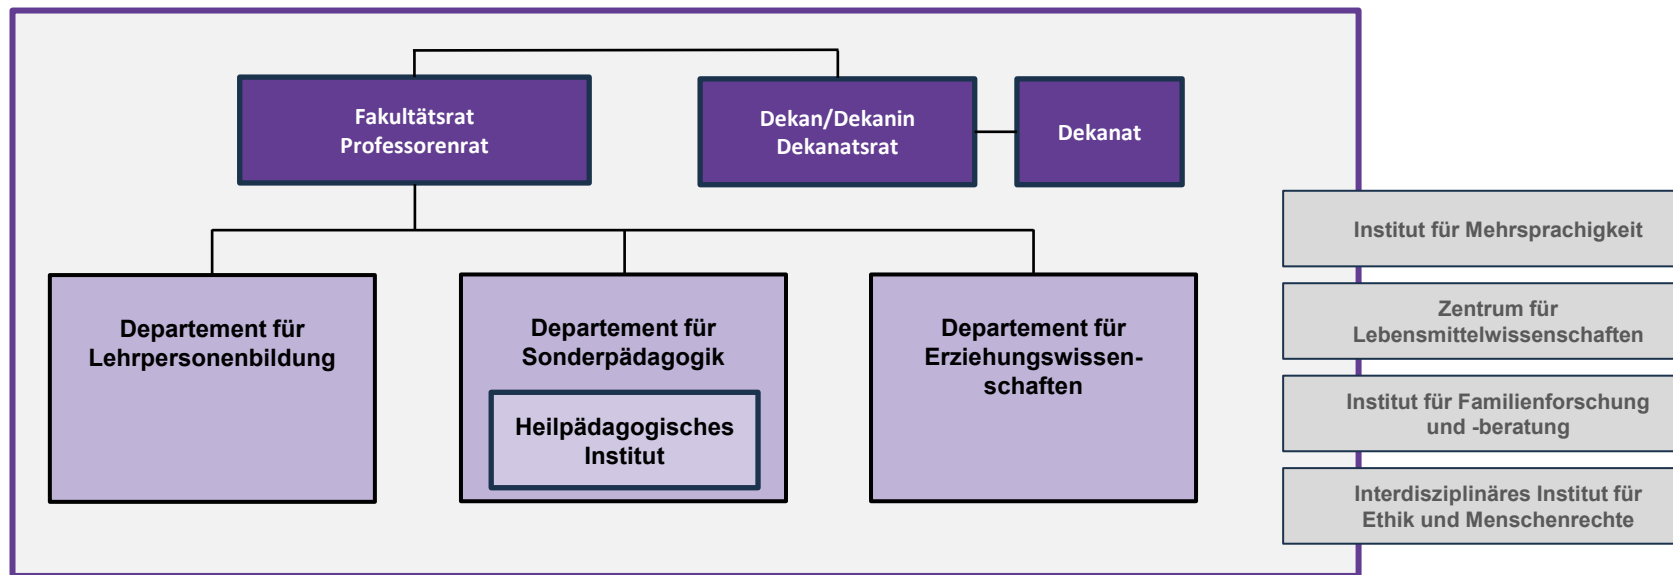 Fakultätsrat
Professorenrat
Dekan/Dekanin
Dekanatsrat
Dekanat
Institut für Mehrsprachigkeit
Zentrum für
Lebensmittelwissenschaften
Institut für Familienforschung
und -beratung
Interdisziplinäres Institut für
Ethik und Menschenrechte
Departement für
Lehrpersonenbildung
Departement für
Sonderpädagogik
Heilpädagogisches
Institut
Departement für
Erziehungswissen-
schaften